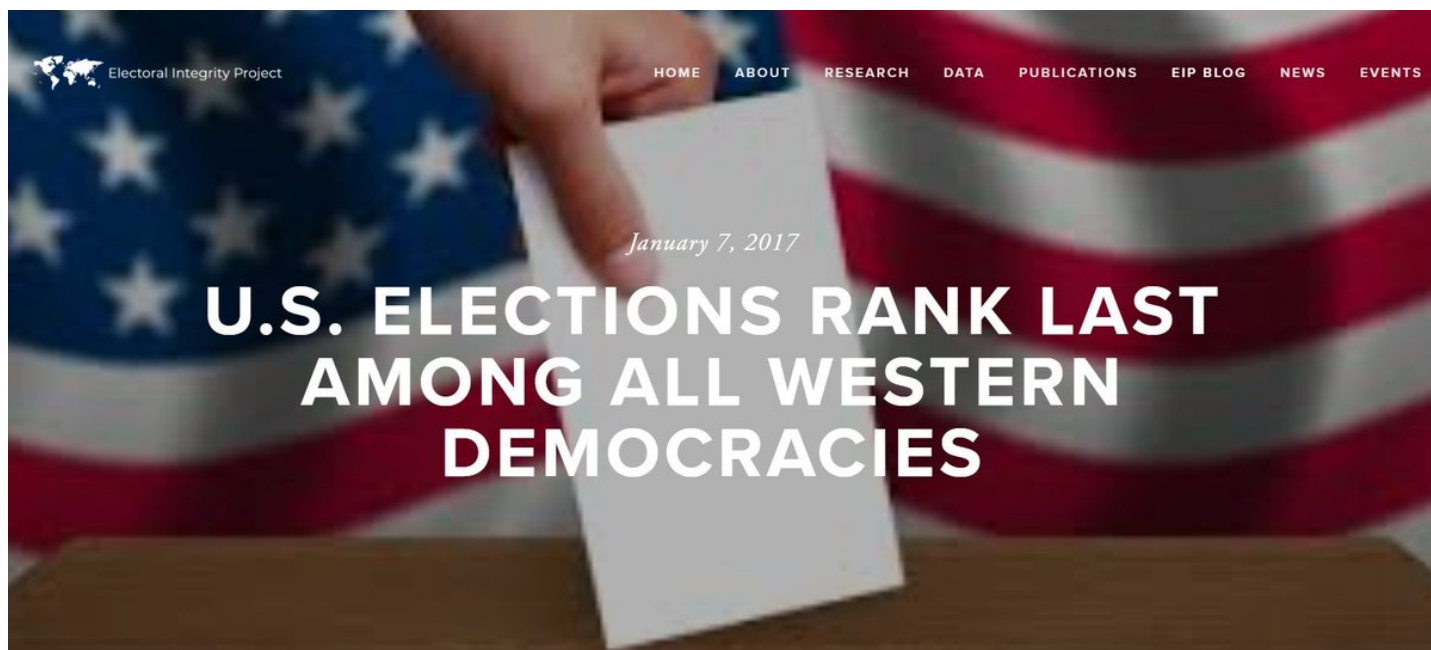 Electoral Integrity Project
HOME ABOUT RESEARCH DATA PUBLICATIONS EIP BLOG NEWS EVENTS
January 7, 2017
U.S. ELECTIONS RANK LAST
AMONG ALL WESTERN
DEMOCRACIES